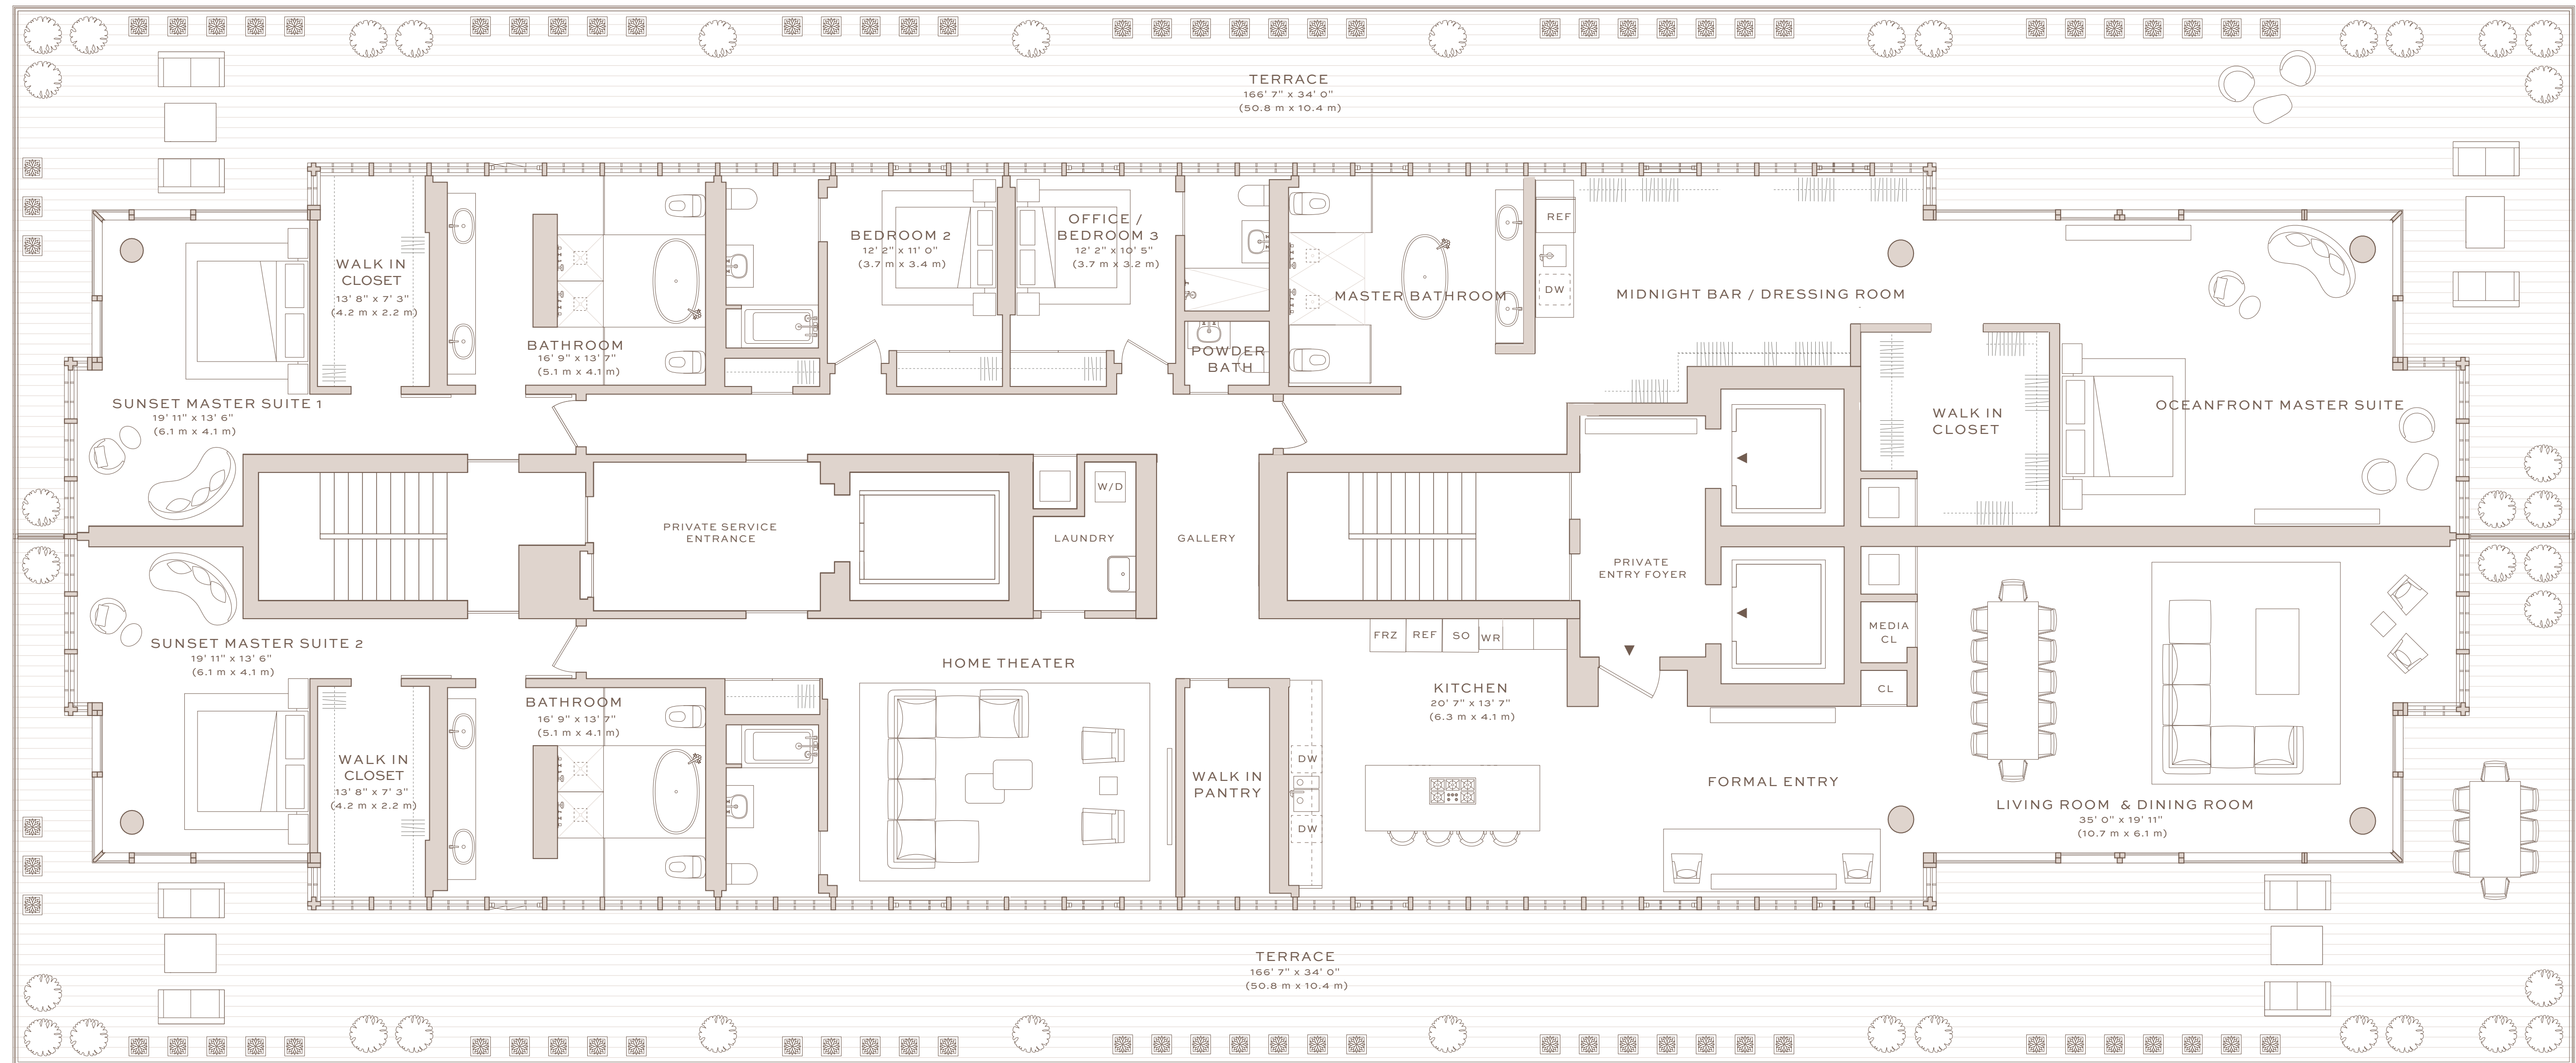 TERRACE
166' 7" x 34' 0"
(50.8 m x 10.4 m)
WALK IN
CLOSET
13' 8" x 7' 3"
(4.2 m x 2.2 m)
BATHROOM
16' 9" x 13' 7"
(5.1 m x 4.1 m)
BEDROOM 2
12' 2" x 11' 0"
(3.7 m x 3.4 m)
OFFICE /
BEDROOM 3
12' 2" x 10' 5"
(3.7 m x 3.2 m)
POWDER
BATH
MASTER BATHROOM
REF
DW
MIDNIGHT BAR / DRESSING ROOM
SUNSET MASTER SUITE 1
19' 11" x 13' 6"
(6.1 m x 4.1 m)
WALK IN
CLOSET
OCEANFRONT MASTER SUITE
PRIVATE SERVICE
ENTRANCE
W/D
LAUNDRY
GALLERY
PRIVATE
ENTRY FOYER
SUNSET MASTER SUITE 2
19' 11" x 13' 6"
(6.1 m x 4.1 m)
HOME THEATER
FRZ
REF
SO
WR
MEDIA
CL
CL
BATHROOM
16' 9" x 13' 7"
(5.1 m x 4.1 m)
KITCHEN
20' 7" x 13' 7"
(6.3 m x 4.1 m)
WALK IN
CLOSET
13' 8" x 7' 3"
(4.2 m x 2.2 m)
WALK IN
PANTRY
DW
DW
FORMAL ENTRY
LIVING ROOM & DINING ROOM
35' 0" x 19' 11"
(10.7 m x 6.1 m)
TERRACE
166' 7" x 34' 0"
(50.8 m x 10.4 m)